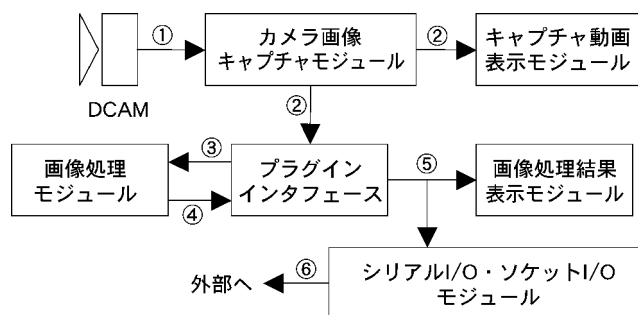 ①
カメラ画像
キャプチャモジュール
②
キャプチャ動画
表示モジュール
DCAM
②
画像処理
モジュール
③
④
プラグイン
インタフェース
⑤
画像処理結果
表示モジュール
外部へ
⑥
シリアルI/O・ソケットI/O
モジュール